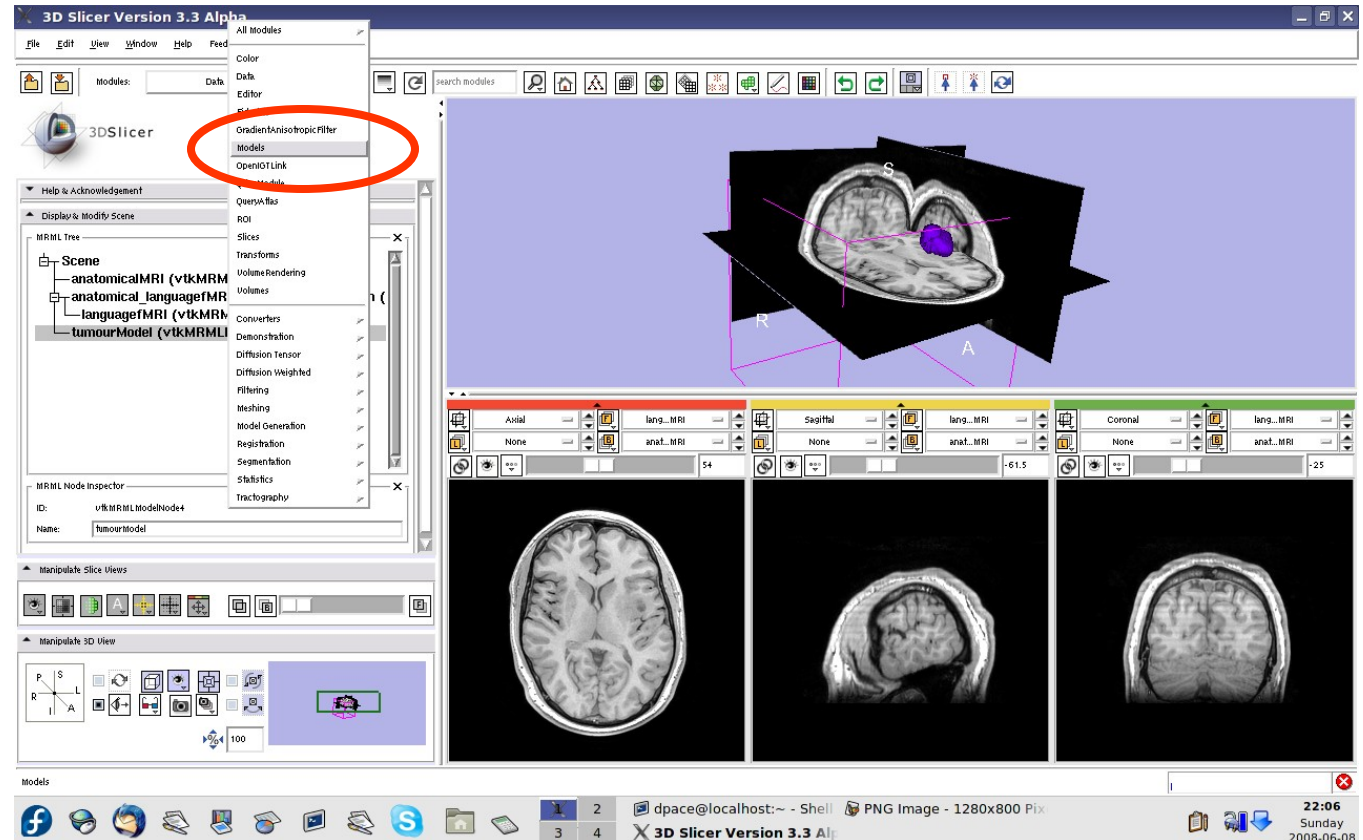 3D Slicer Version 3.3 Alpha
File Edit View Window Help
Modules: Data
search modules
3DSlicer
All Modules
Color
Data
Editor
GradientAnisotropicFilter
Models
OpenIGTLink
QueryAtlas
ROI
Slices
Transforms
VolumeRendering
Volumes
Converters
Demonstration
Diffusion Tensor
Diffusion Weighted
Filtering
Meshing
Model Generation
Registration
Segmentation
Statistics
Tractography
Help & Acknowledgement
Display & Modify Scene
MRML Tree
Scene
anatomicalMRI (vtkMRM
anatomical_languagefMR
languagefMRI (vtkMRM
tumourModel (vtkMRML
MRML Node Inspector
ID: vtkMRMLModelNode4
Name: tumourModel
Manipulate Slice Views
Manipulate 3D View
P S
R L
I A
100
S
R
A
Axial lang...MRI
None anat...MRI
54
Sagittal lang...MRI
None anat...MRI
-61.5
Coronal lang...MRI
None anat...MRI
-25
Models
1 2
3 4
dpace@localhost:~ - Shell
PNG Image - 1280x800 Pix
3D Slicer Version 3.3 Alp
22:06
Sunday
2008-06-08